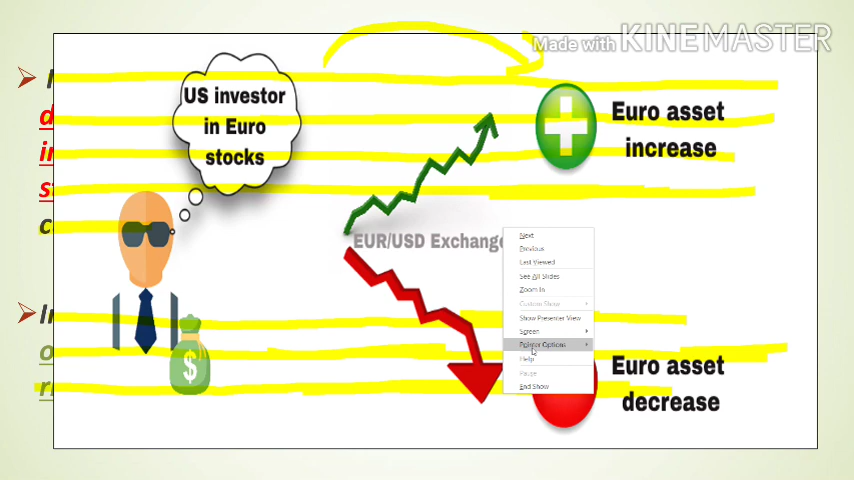 Made with KINEMASTER
US investor
in Euro
stocks
Euro asset
increase
EUR/USD Exchange
Next
Previous
Last Viewed
See All Slides
Zoom In
Custom Show
Show Presenter View
Screen
Pointer Options
Help
Pause
End Show
Euro asset
decrease
$